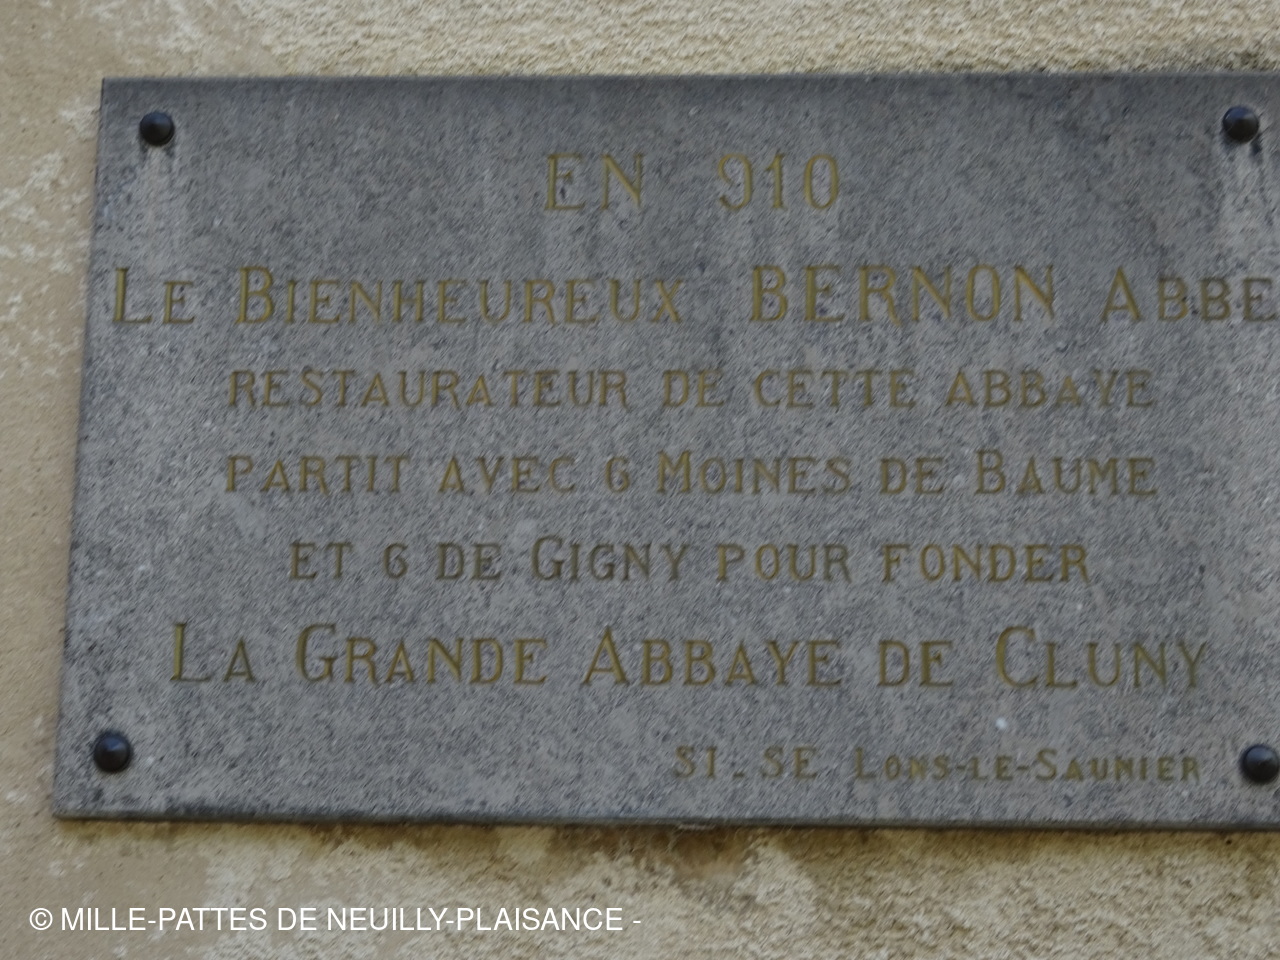 EN 910
LE BIENHEUREUX BERNON ABBE
RESTAURATEUR DE CETTE ABBAYE
PARTIT AVEC 6 MOINES DE BAUME
ET 6 DE GIGNY POUR FONDER
LA GRANDE ABBAYE DE CLUNY
SI-SE LONS-LE-SAUNIER
© MILLE-PATTES DE NEUILLY-PLAISANCE -